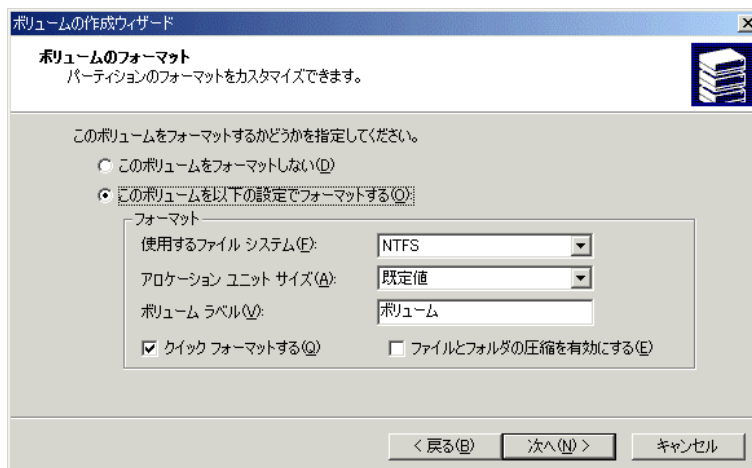 ボリュームの作成ウィザード
ボリュームのフォーマット
パーティションのフォーマットをカスタマイズできます。
このボリュームをフォーマットするかどうかを指定してください。
このボリュームをフォーマットしない(D)
このボリュームを以下の設定でフォーマットする(O):
フォーマット
使用するファイル システム(F): NTFS
アロケーション ユニット サイズ(A): 既定値
ボリューム ラベル(V): ボリューム
クイック フォーマットする(Q) ファイルとフォルダの圧縮を有効にする(E)
< 戻る(B) 次へ(N) > キャンセル